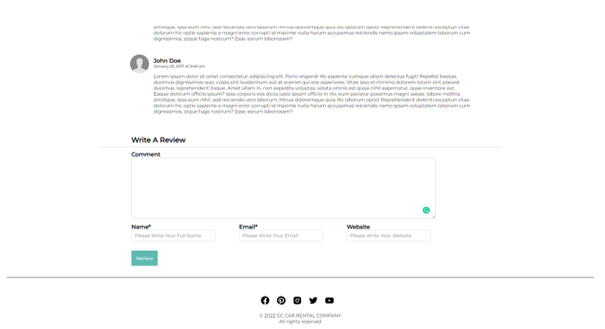 similique, ipsa eum nihil, sed reiciendis vero laborum tempora laborum fugiat optio! Reprehenderit deleniti excepturi vitae
dolorum hic optio sapiente a magni error corrupti id maxime nulla harum accusamus reiciendis nemo ipsam voluptatum laborum cum
dignissimos, atque fuga nostrum? Esse, earum laboriosam?
John Doe
January 03, 2017 at 9:46 am
Lorem ipsum dolor sit amet consectetur adipisicing elit. Porro eligendi illo sapiente cumque ullam delectus fugit! Repellat beatae,
ducimus dignissimos quo, culpa sint laudantium aut at eveniet qui eos asperiores. Vitae ipsa et minima dolorem totam sint placeat
ducimus, reprehenderit itaque. Amet ullam in, non expedita voluptas, soluta omnis est quasi nihil aspernatur, quae inventore aut.
Eaque dolorum officiis ipsum? Ipsa corporis eos dicta iusto ipsum officiis in illo, eum pariatur possimus magni saepe, labore mollitia
similique, ipsa eum nihil, sed reiciendis vero laborum. Minus doloremque illo laborum optio! Reprehenderit deleniti excepturi vitae
dolorum hic optio sapiente a magni error corrupti id maxime nulla harum accusamus reiciendis nemo ipsam voluptatum laborum cum
dignissimos, atque fuga nostrum? Esse, earum laboriosam?
Write A Review
Comment
Name* Email* Website
Please Write Your Full Name Please Write Your Email Please Write Your Website
Review
© 2022 GC CAR RENTAL COMPANY
All rights reserved